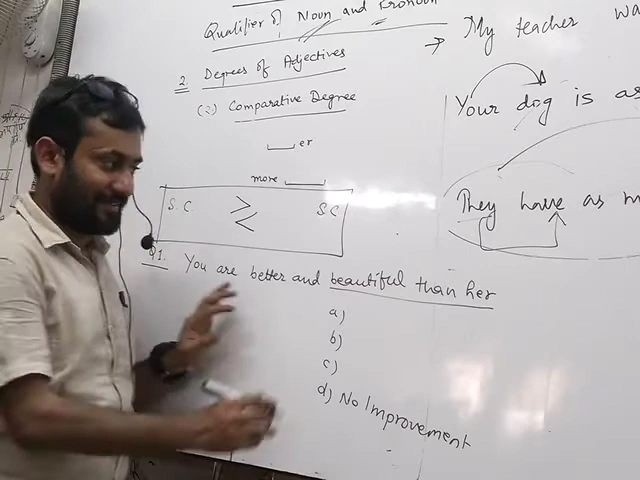 Qualifier of Noun and Pronoun
2. Degrees of Adjectives
(2) Comparative Degree
er
more
S.C > < S.C
Q1. You are better and beautiful than her
a)
b)
c)
d) No Improvement
→ My teacher wa
Your dog is as
They have as m